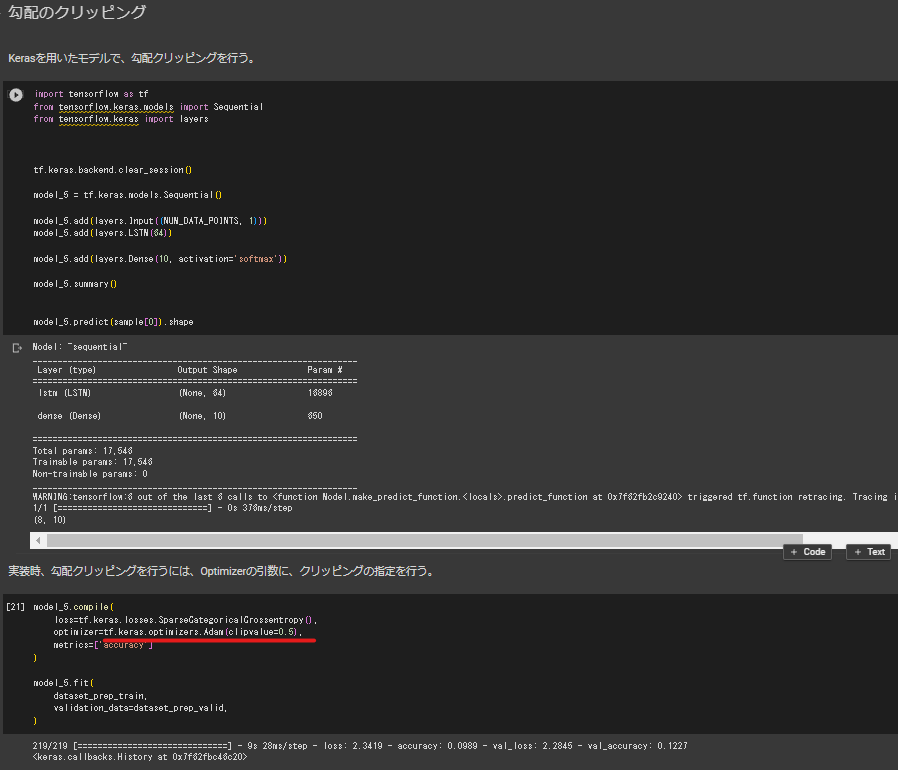 勾配のクリッピング
Kerasを用いたモデルで、勾配クリッピングを行う。
import tensorflow as tf
from tensorflow.keras.models import Sequential
from tensorflow.keras import layers
tf.keras.backend.clear_session()
model_5 = tf.keras.models.Sequential()
model_5.add(layers.Input((NUM_DATA_POINTS, 1)))
model_5.add(layers.LSTM(64))
model_5.add(layers.Dense(10, activation='softmax'))
model_5.summary()
model_5.predict(sample[0]).shape
Model: "sequential"
_________________________________________________________________
Layer (type) Output Shape Param #
=================================================================
lstm (LSTM) (None, 64) 16896
dense (Dense) (None, 10) 650
=================================================================
Total params: 17,546
Trainable params: 17,546
Non-trainable params: 0
_________________________________________________________________
WARNING:tensorflow:6 out of the last 6 calls to <function Model.make_predict_function.<locals>.predict_function at 0x7f62fb2c9240> triggered tf.function retracing. Tracing i
1/1 [==============================] - 0s 376ms/step
(8, 10)
+ Code + Text
実装時、勾配クリッピングを行うには、Optimizerの引数に、クリッピングの指定を行う。
[21] model_5.compile(
loss=tf.keras.losses.SparseCategoricalCrossentropy(),
optimizer=tf.keras.optimizers.Adam(clipvalue=0.5),
metrics=['accuracy']
)
model_5.fit(
dataset_prep_train,
validation_data=dataset_prep_valid,
)
219/219 [==============================] - 9s 28ms/step - loss: 2.3419 - accuracy: 0.0989 - val_loss: 2.2845 - val_accuracy: 0.1227
<keras.callbacks.History at 0x7f62fbc46c20>